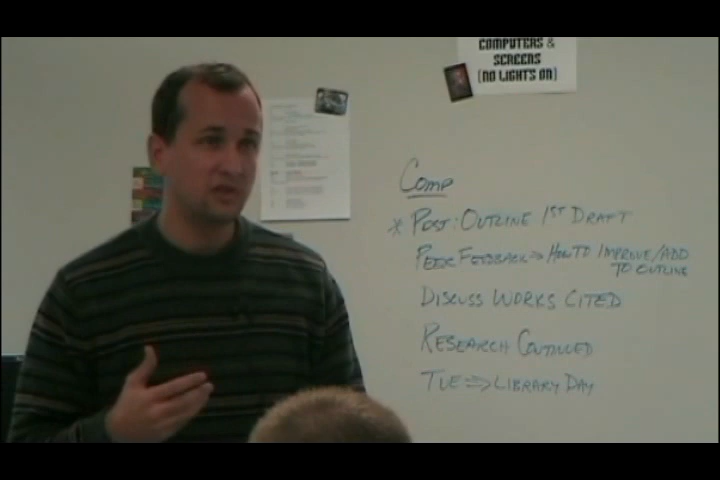 COMPUTERS &
SCREENS
(NO LIGHTS ON)
COMP
* POST: OUTLINE 1ST DRAFT
PEER FEEDBACK ⇒ HOW TO IMPROVE/ADD
TO OUTLINE
DISCUSS WORKS CITED
RESEARCH CONTINUED
TUE ⇒ LIBRARY DAY